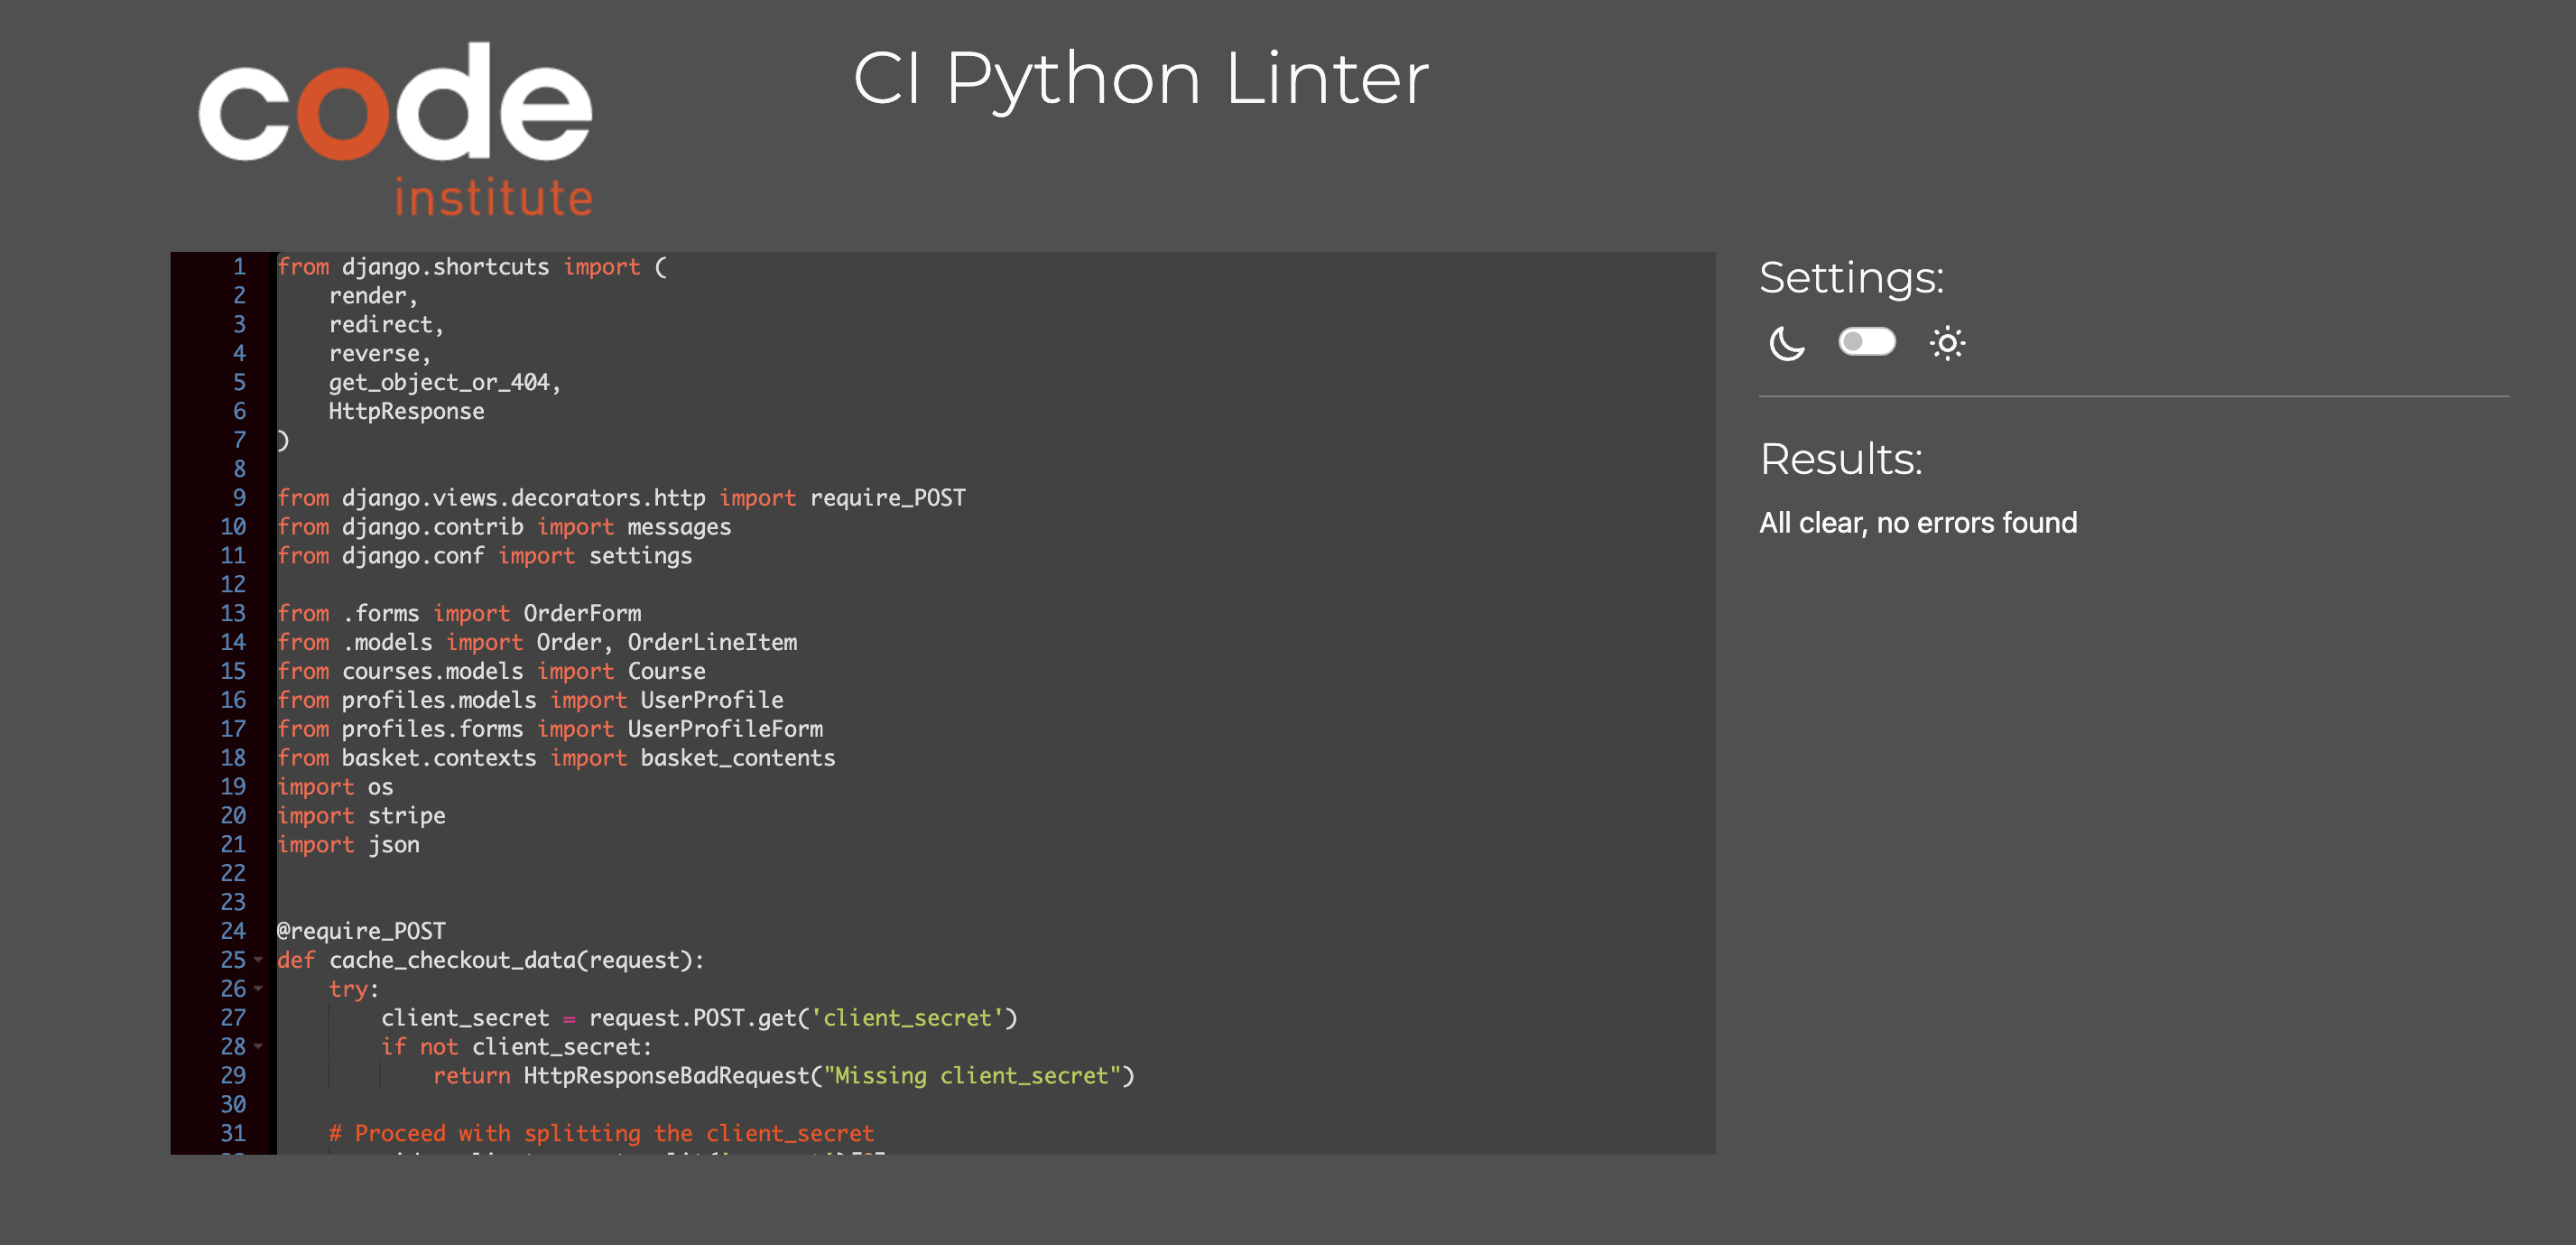 code
institute
CI Python Linter
1 from django.shortcuts import (
2     render,
3     redirect,
4     reverse,
5     get_object_or_404,
6     HttpResponse
7 )
8
9 from django.views.decorators.http import require_POST
10 from django.contrib import messages
11 from django.conf import settings
12
13 from .forms import OrderForm
14 from .models import Order, OrderLineItem
15 from courses.models import Course
16 from profiles.models import UserProfile
17 from profiles.forms import UserProfileForm
18 from basket.contexts import basket_contents
19 import os
20 import stripe
21 import json
22
23
24 @require_POST
25 def cache_checkout_data(request):
26     try:
27         client_secret = request.POST.get('client_secret')
28         if not client_secret:
29             return HttpResponseBadRequest("Missing client_secret")
30
31     # Proceed with splitting the client_secret
Settings:
Results:
All clear, no errors found